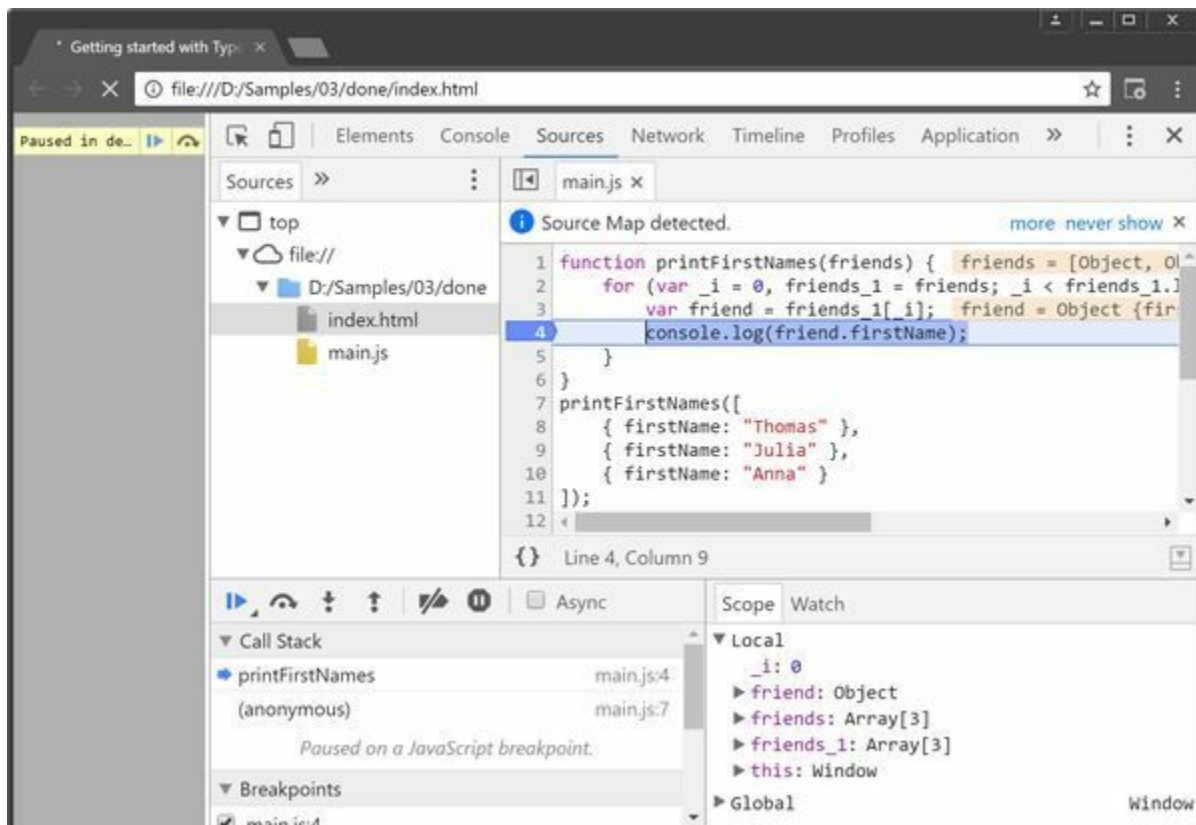 * Getting started with Typ
file:///D:/Samples/03/done/index.html
Paused in de…
Elements Console Sources Network Timeline Profiles Application »
Sources »
main.js ×
top
file://
D:/Samples/03/done
index.html
main.js
Source Map detected. more never show ×
1 function printFirstNames(friends) { friends = [Object, Ob
2 for (var _i = 0, friends_1 = friends; _i < friends_1.l
3 var friend = friends_1[_i]; friend = Object {fir
4 console.log(friend.firstName);
5 }
6 }
7 printFirstNames([
8 { firstName: "Thomas" },
9 { firstName: "Julia" },
10 { firstName: "Anna" }
11 ]);
12
{} Line 4, Column 9
Async
Call Stack
printFirstNames main.js:4
(anonymous) main.js:7
Paused on a JavaScript breakpoint.
Breakpoints
main.js:4
Scope Watch
Local
_i: 0
friend: Object
friends: Array[3]
friends_1: Array[3]
this: Window
Global Window